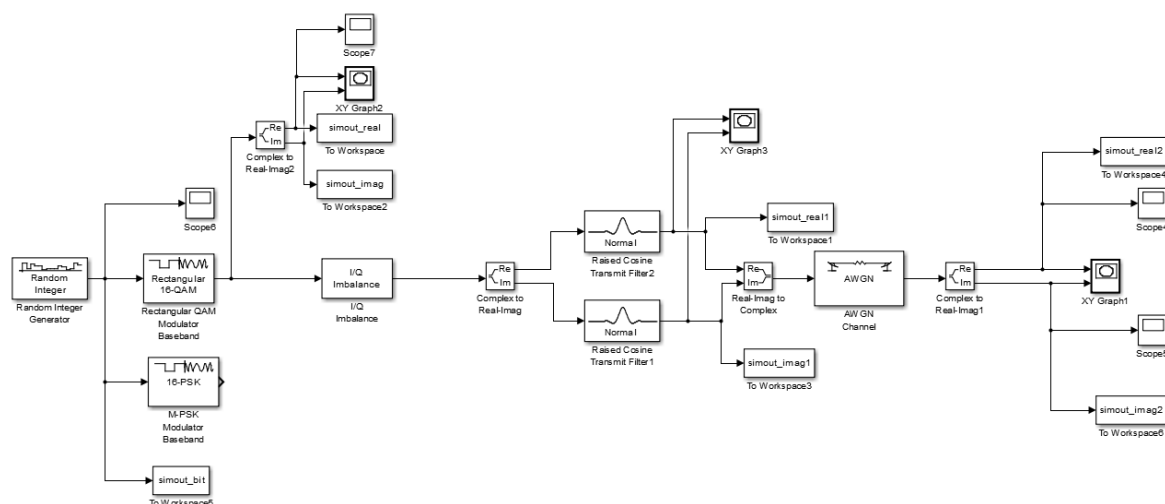 Scope7
XY Graph2
Re
Im
Complex to
Real-Imag2
simout_real
To Workspace
simout_imag
To Workspace2
Scope6
Random
Integer
Random Integer
Generator
Rectangular
16-QAM
Rectangular QAM
Modulator
Baseband
16-PSK
M-PSK
Modulator
Baseband
simout_bit
To Workspace5
I/Q
Imbalance
I/Q
Imbalance
Re
Im
Complex to
Real-Imag
Normal
Raised Cosine
Transmit Filter2
Normal
Raised Cosine
Transmit Filter1
XY Graph3
simout_real1
To Workspace1
Re
Im
Real-Imag to
Complex
simout_imag1
To Workspace3
AWGN
AWGN
Channel
Re
Im
Complex to
Real-Imag1
simout_real2
To Workspace4
Scope4
XY Graph1
Scope5
simout_imag2
To Workspace6